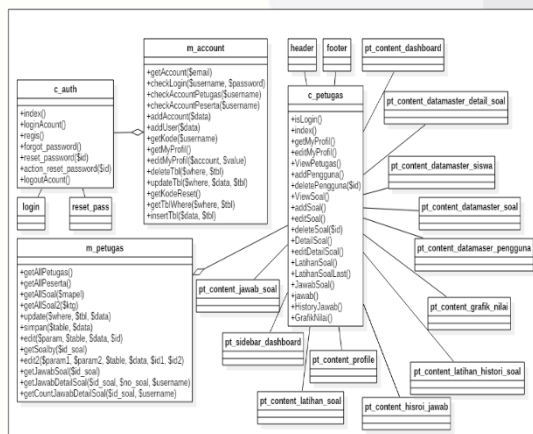 m_account
+getAccount($email)
+checkLogin($username, $password)
+checkAccountPetugas($username)
+checkAccountPeserta($username)
+addAccount($data)
+addUser($data)
+getKode($username)
+getMyProfil()
+editMyProfil($account, $value)
+deleteTbl($where, $tbl)
+updateTbl($where, $data, $tbl)
+getKodeReset()
+getTblWhere($where, $tbl)
+insertTbl($data, $tbl)
c_auth
+index()
+loginAcount()
+regis()
+forgot_password()
+reset_password($id)
+action_reset_password($id)
+logoutAcount()
login
reset_pass
m_petugas
+getAllPetugas()
+getAllPeserta()
+getAllSoal($mapel)
+getAllSoal2($ktg)
+update($where, $tbl, $data)
+simpan($table, $data)
+edit($param, $table, $data, $id)
+getSoalby($id_soal)
+edit2($param1, $param2, $table, $data, $id1, $id2)
+getJawabSoal($id_soal)
+getJawabDetailSoal($id_soal, $no_soal, $username)
+getCountJawabDetailSoal($id_soal, $username)
header
footer
c_petugas
+isLogin()
+index()
+getMyProfil()
+editMyProfil()
+ViewPetugas()
+addPengguna()
+deletePengguna($id)
+ViewSoal()
+addSoal()
+editSoal()
+deleteSoal($id)
+DetailSoal()
+editDetailSoal()
+LatihanSoal()
+LatihanSoalLast()
+JawabSoal()
+jawab()
+HistoryJawab()
+GrafikNilai()
pt_content_dashboard
pt_content_datamaster_detail_soal
pt_content_datamaster_siswa
pt_content_datamaster_soal
pt_content_datamaser_pengguna
pt_content_grafik_nilai
pt_content_latihan_histori_soal
pt_content_hisroi_jawab
pt_content_profile
pt_content_latihan_soal
pt_sidebar_dashboard
pt_content_jawab_soal